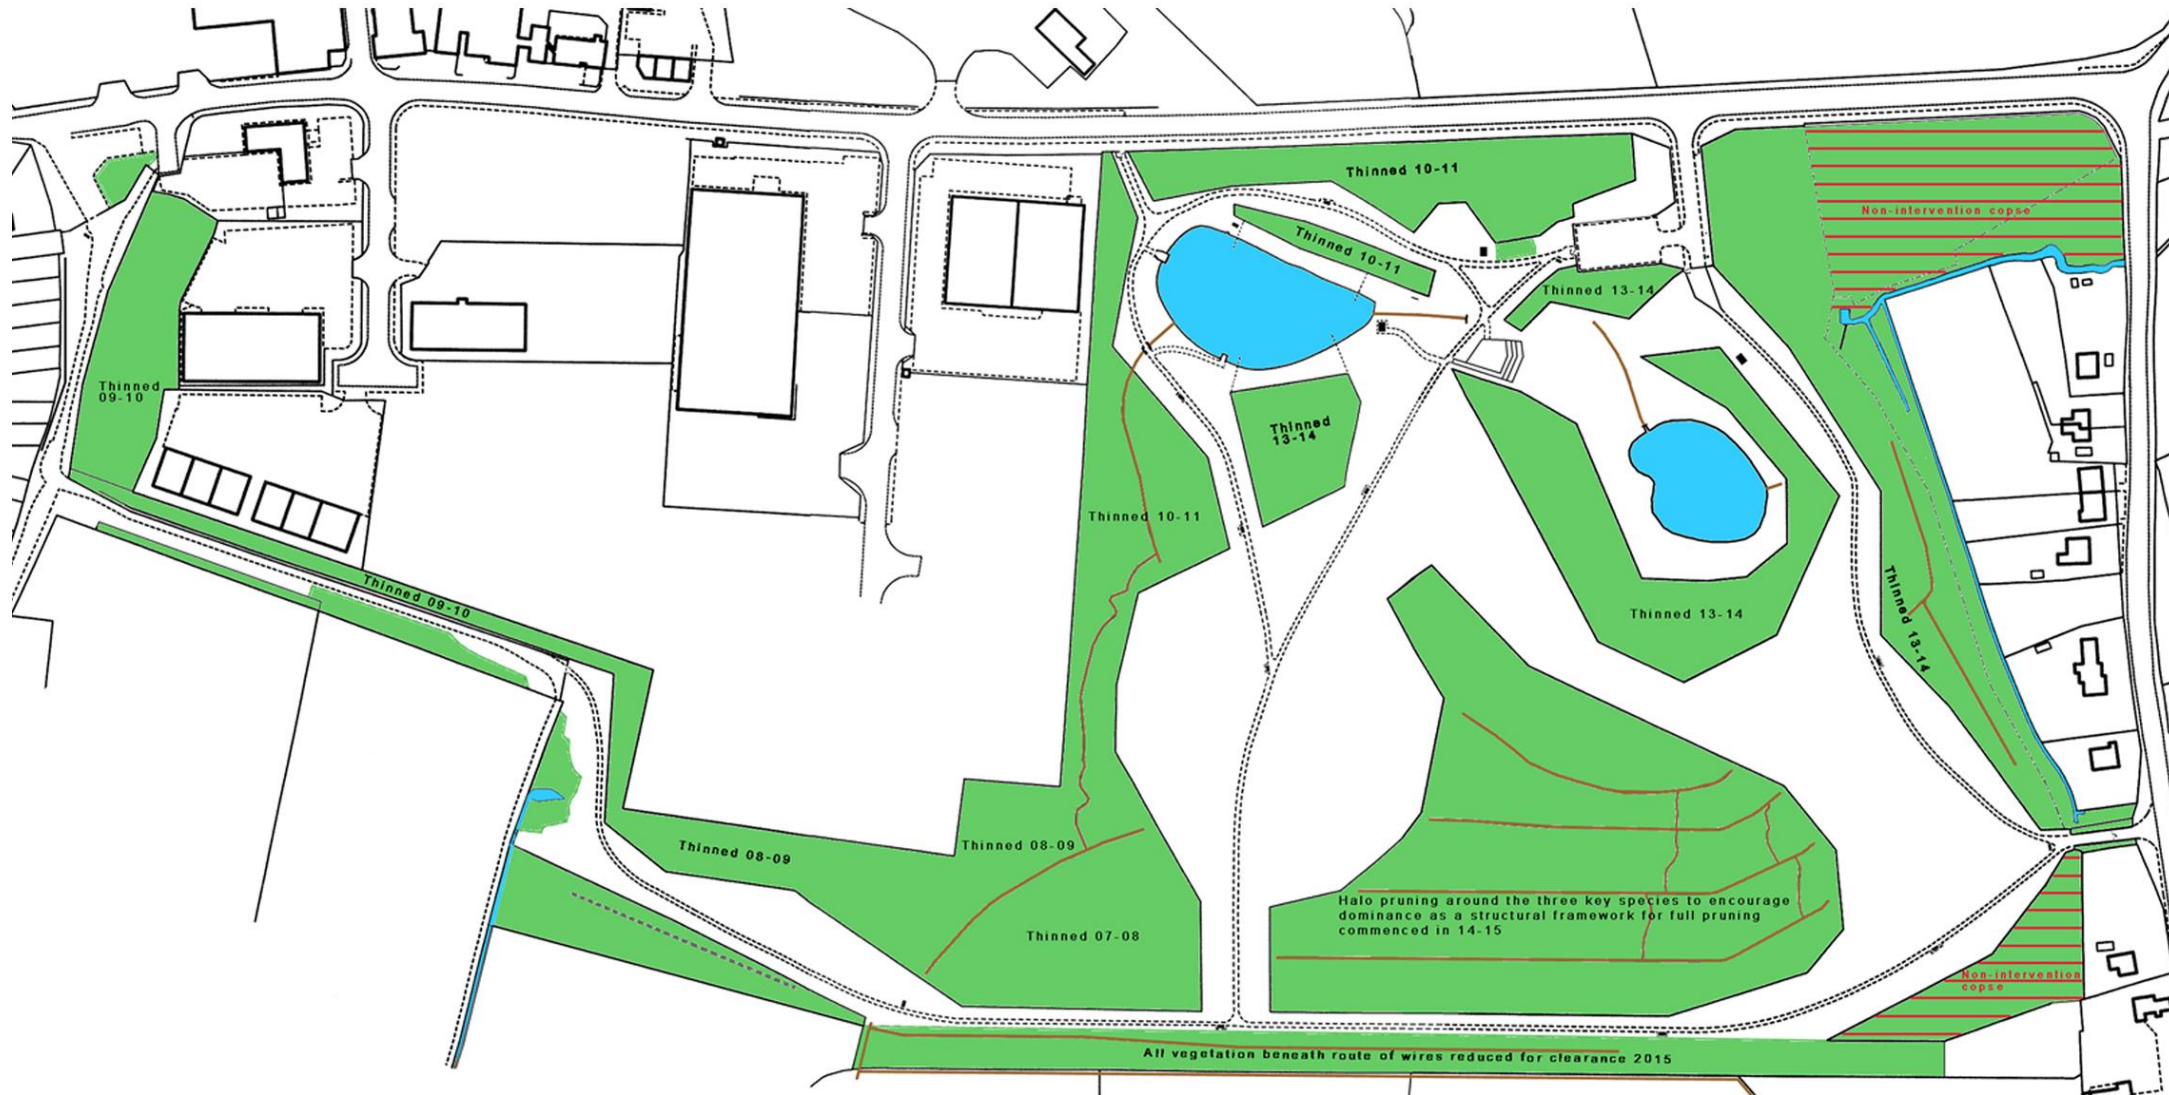 Thinned 10-11
Non-intervention copse
Thinned 10-11
Thinned 13-14
Thinned
09-10
Thinned
13-14
Thinned 10-11
Thinned 09-10
Thinned 13-14
Thinned 13-14
Thinned 08-09
Thinned 08-09
Halo pruning around the three key species to encourage
dominance as a structural framework for full pruning
commenced in 14-15
Thinned 07-08
Non-intervention
copse
All vegetation beneath route of wires reduced for clearance 2015